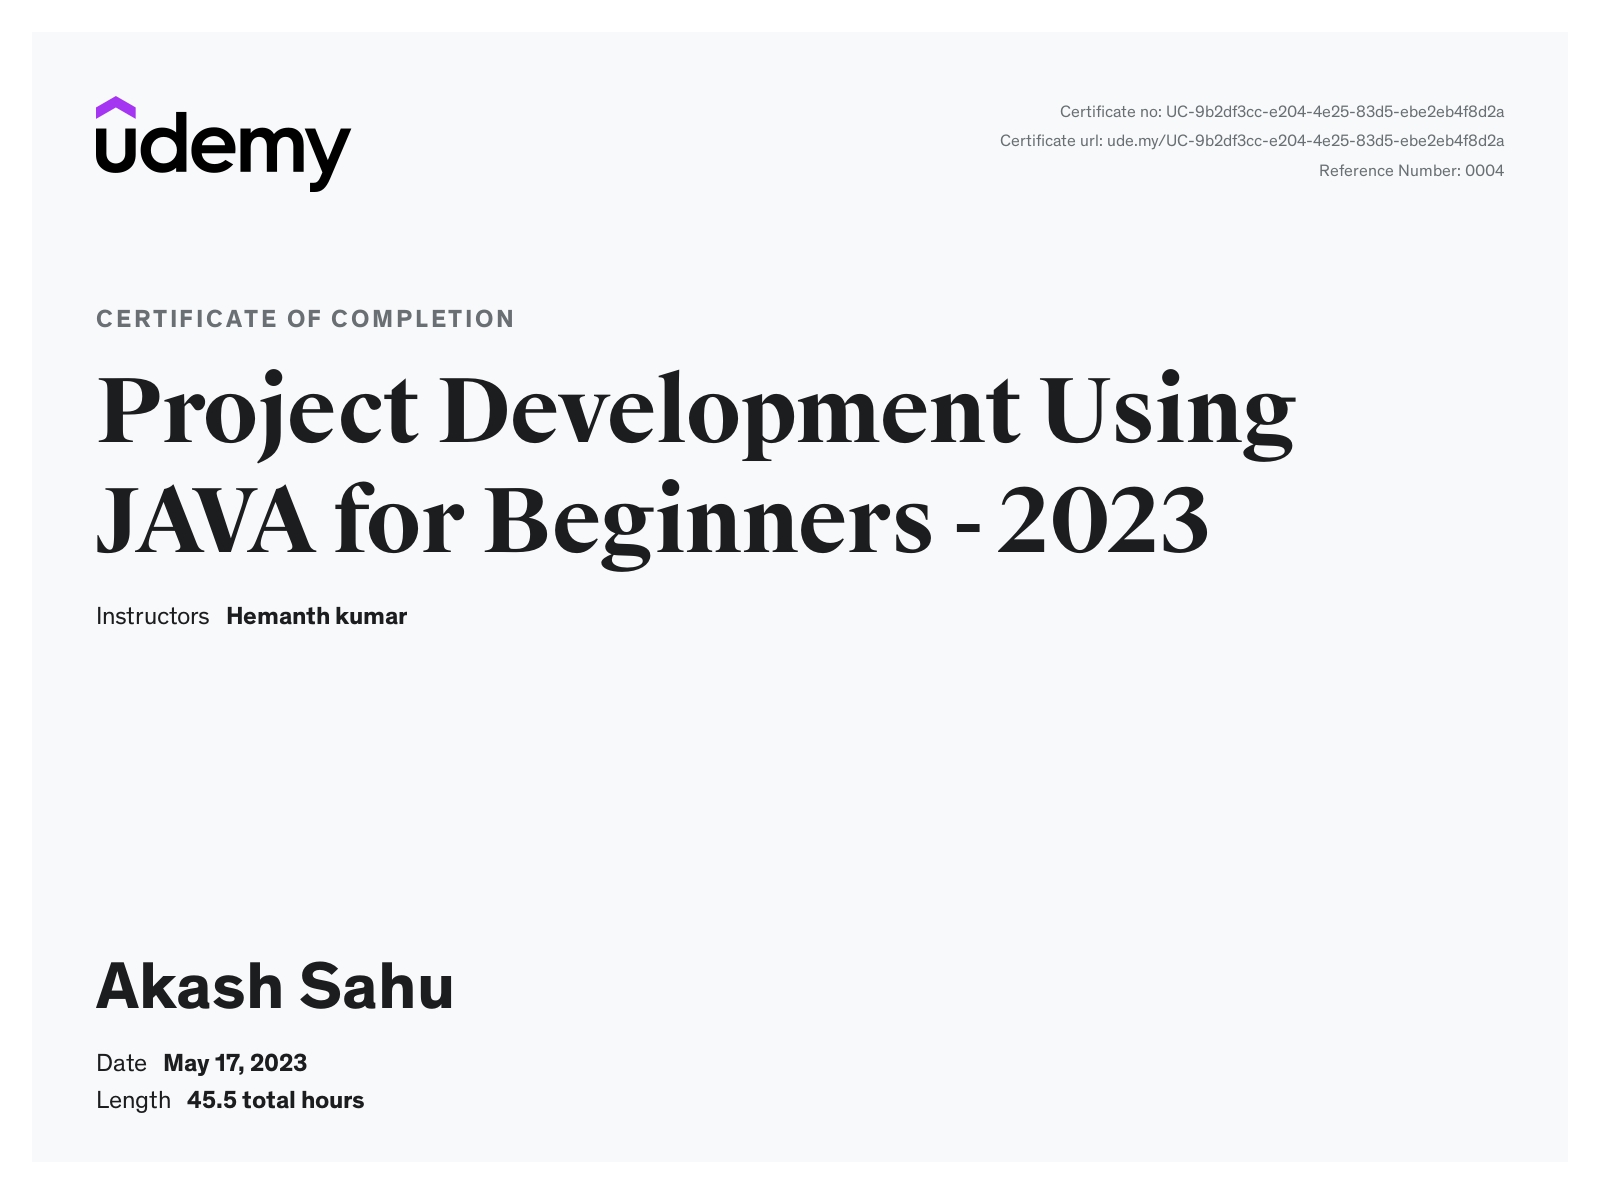 udemy
Certificate no: UC-9b2df3cc-e204-4e25-83d5-ebe2eb4f8d2a
Certificate url: ude.my/UC-9b2df3cc-e204-4e25-83d5-ebe2eb4f8d2a
Reference Number: 0004
CERTIFICATE OF COMPLETION
Project Development Using
JAVA for Beginners - 2023
Instructors Hemanth kumar
Akash Sahu
Date May 17, 2023
Length 45.5 total hours